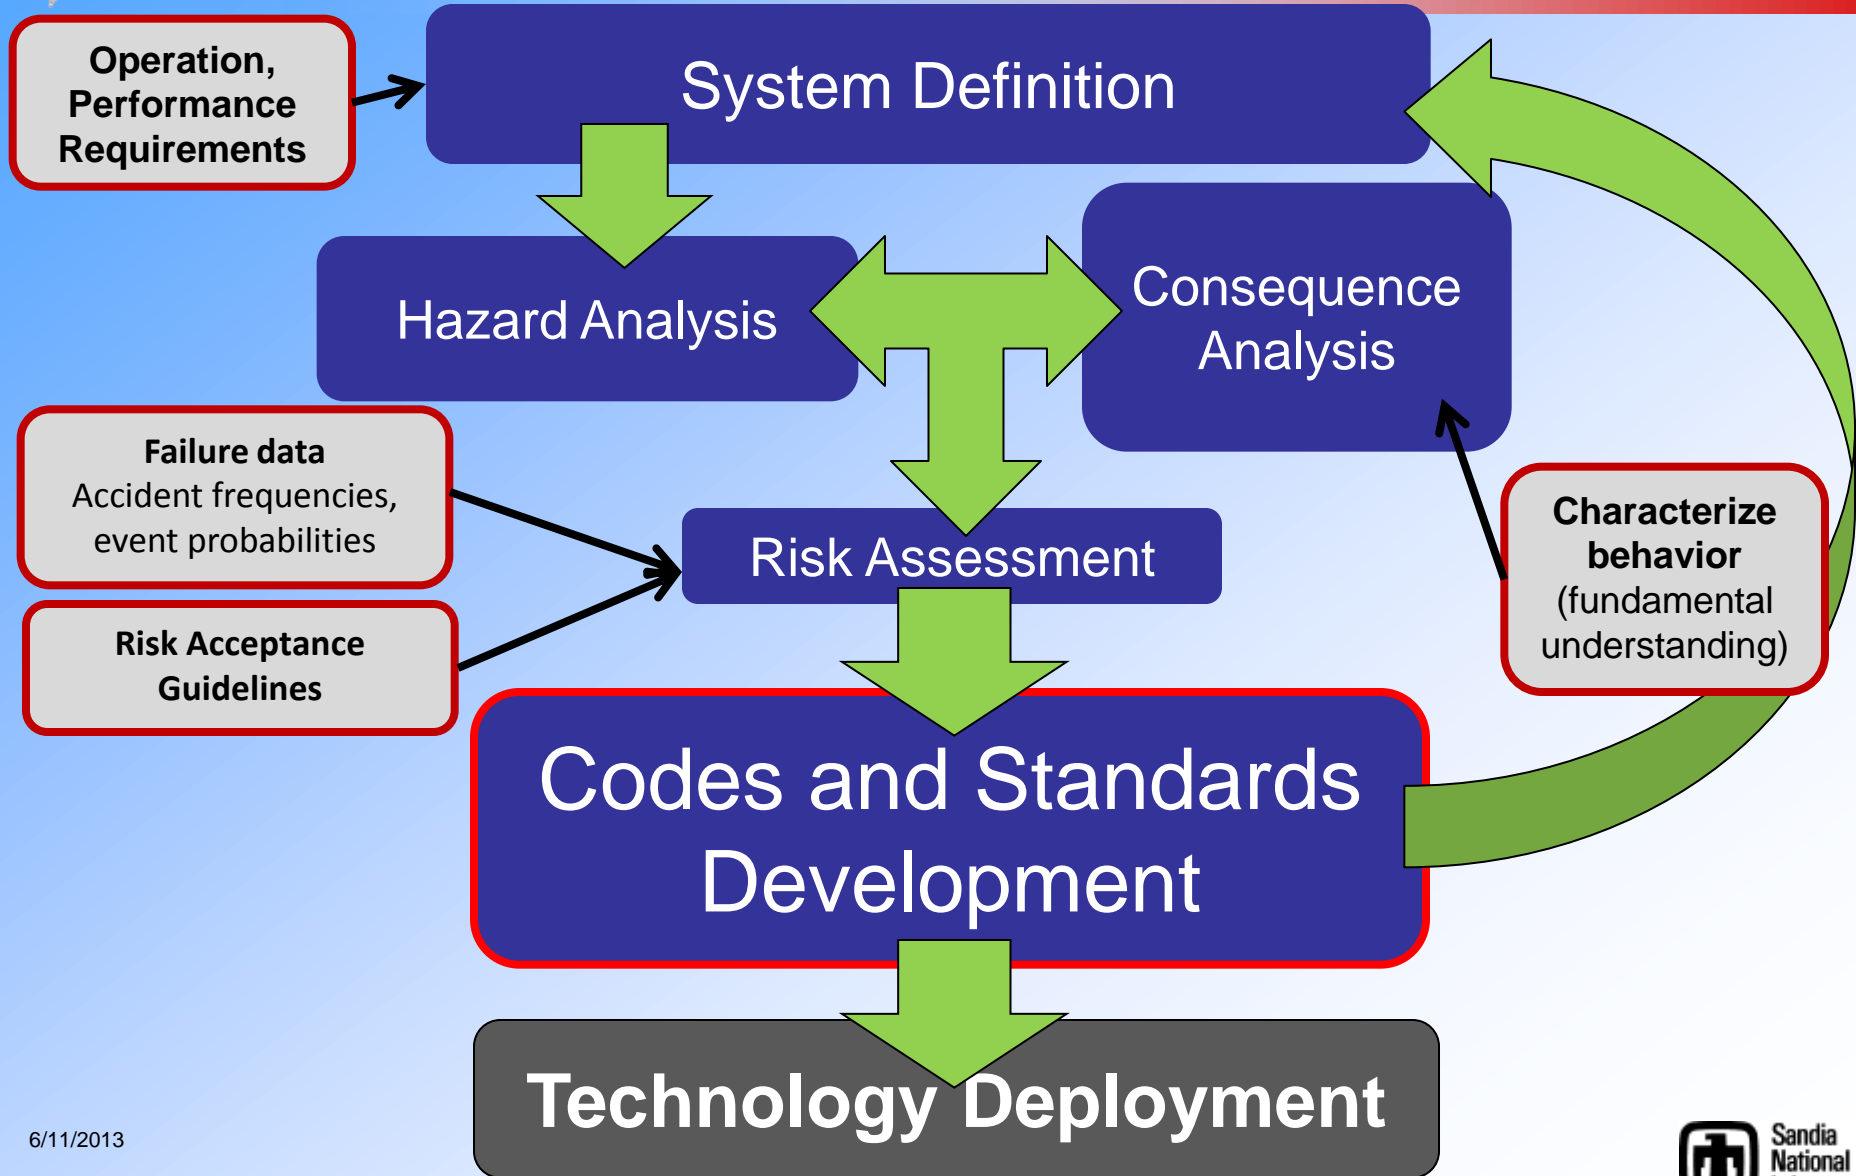 Operation,
Performance
Requirements
System Definition
Hazard Analysis
Consequence
Analysis
Failure data
Accident frequencies,
event probabilities
Risk Assessment
Characterize
behavior
(fundamental
understanding)
Risk Acceptance
Guidelines
Codes and Standards
Development
Technology Deployment
6/11/2013
Sandia
National